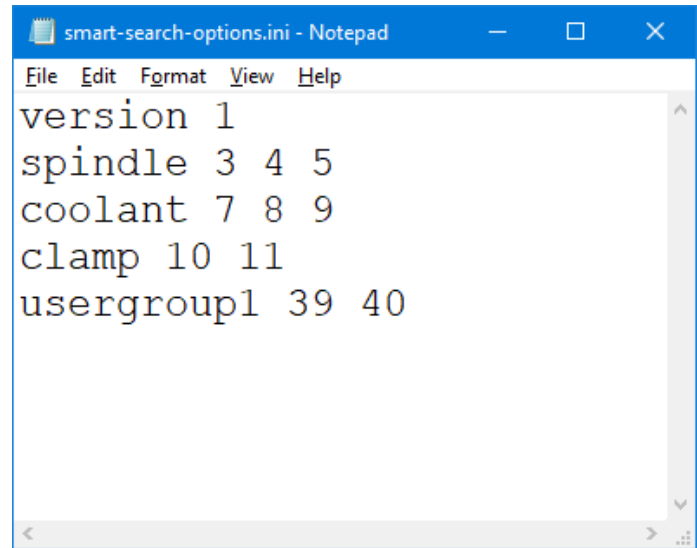 smart-search-options.ini - Notepad
File Edit Format View Help
version 1
spindle 3 4 5
coolant 7 8 9
clamp 10 11
usergroup1 39 40